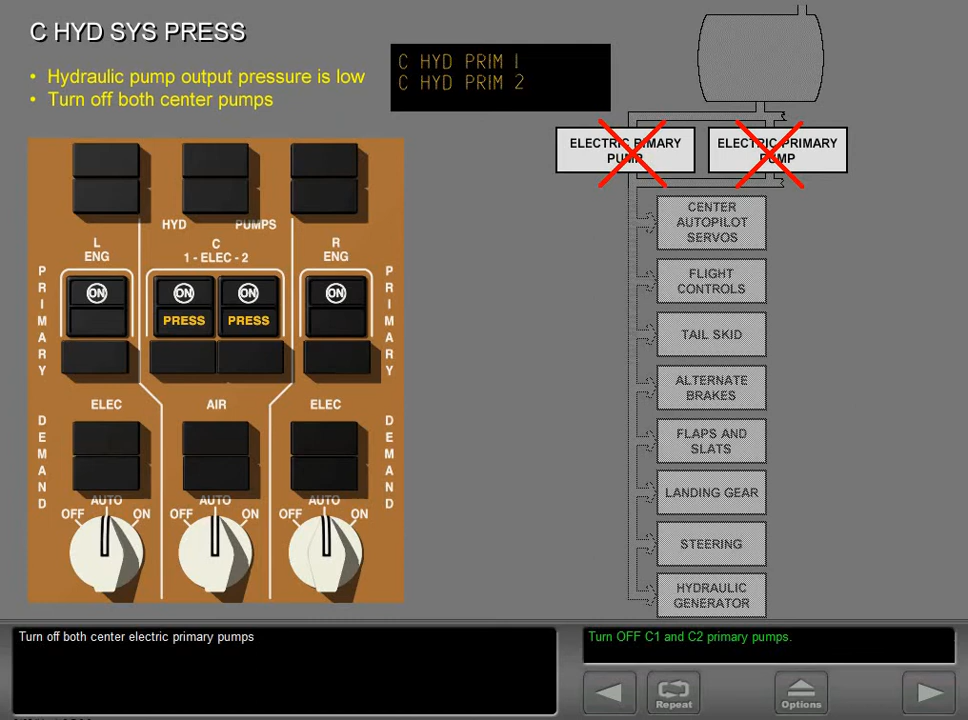 C HYD SYS PRESS
• Hydraulic pump output pressure is low
• Turn off both center pumps
C HYD PRIM 1
C HYD PRIM 2
ELECTRIC PRIMARY
PUMP
ELECTRIC PRIMARY
PUMP
CENTER
AUTOPILOT
SERVOS
FLIGHT
CONTROLS
TAIL SKID
ALTERNATE
BRAKES
FLAPS AND
SLATS
LANDING GEAR
STEERING
HYDRAULIC
GENERATOR
HYD PUMPS
L
ENG
C
1 - ELEC - 2
R
ENG
PRIMARY
ON
ON
ON
ON
PRESS
PRESS
PRIMARY
ELEC
AIR
ELEC
DEMAND
DEMAND
AUTO
OFF
ON
AUTO
OFF
ON
AUTO
OFF
ON
Turn off both center electric primary pumps
Turn OFF C1 and C2 primary pumps.
Repeat
Options